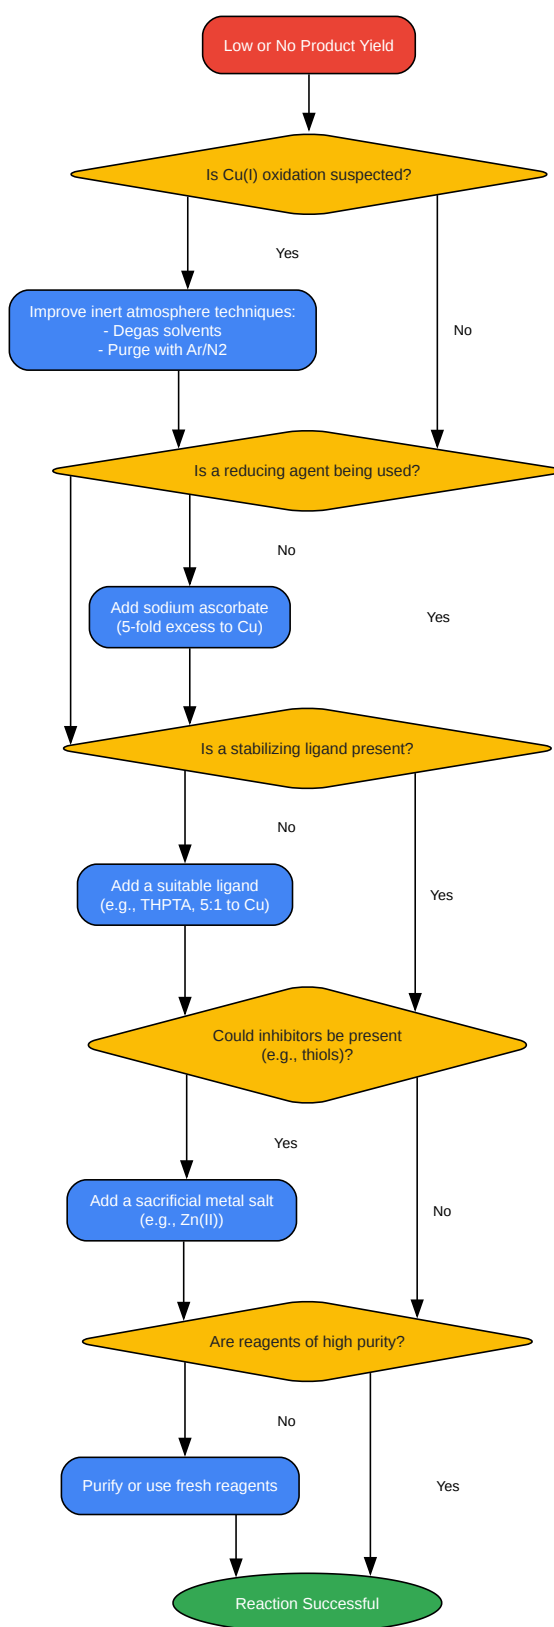 Low or No Product Yield
Is Cu(I) oxidation suspected?
Yes
Improve inert atmosphere techniques:
- Degas solvents
- Purge with Ar/N2
No
Is a reducing agent being used?
No
Add sodium ascorbate
(5-fold excess to Cu)
Yes
Is a stabilizing ligand present?
No
Add a suitable ligand
(e.g., THPTA, 5:1 to Cu)
Yes
Could inhibitors be present
(e.g., thiols)?
Yes
Add a sacrificial metal salt
(e.g., Zn(II))
No
Are reagents of high purity?
No
Purify or use fresh reagents
Yes
Reaction Successful